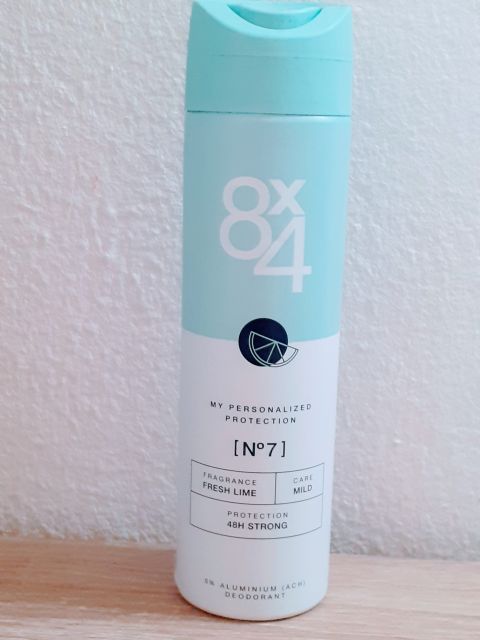 8x4
MY PERSONALIZED
PROTECTION
[Nº7]
FRAGRANCE
FRESH LIME
CARE
MILD
PROTECTION
48H STRONG
0% ALUMINIUM (ACH)
DEODORANT